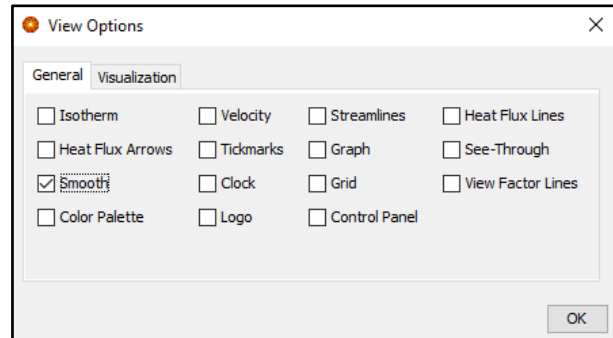 View Options
General Visualization
Isotherm Velocity Streamlines Heat Flux Lines
Heat Flux Arrows Tickmarks Graph See-Through
Smooth Clock Grid View Factor Lines
Color Palette Logo Control Panel
OK